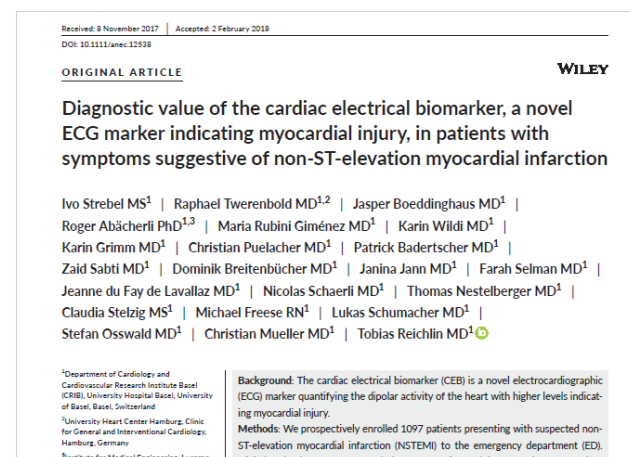 Received: 8 November 2017 | Accepted: 2 February 2018
DOI: 10.1111/anec.12538
ORIGINAL ARTICLE
WILEY
Diagnostic value of the cardiac electrical biomarker, a novel
ECG marker indicating myocardial injury, in patients with
symptoms suggestive of non-ST-elevation myocardial infarction
Ivo Strebel MS1 | Raphael Twerenbold MD1,2 | Jasper Boeddinghaus MD1 |
Roger Abächerli PhD1,3 | Maria Rubini Giménez MD1 | Karin Wildi MD1 |
Karin Grimm MD1 | Christian Puelacher MD1 | Patrick Badertscher MD1 |
Zaid Sabti MD1 | Dominik Breitenbücher MD1 | Janina Jann MD1 | Farah Selman MD1 |
Jeanne du Fay de Lavallaz MD1 | Nicolas Schaerli MD1 | Thomas Nestelberger MD1 |
Claudia Stelzig MS1 | Michael Freese RN1 | Lukas Schumacher MD1 |
Stefan Osswald MD1 | Christian Mueller MD1 | Tobias Reichlin MD1 iD
1Department of Cardiology and
Cardiovascular Research Institute Basel
(CRIB), University Hospital Basel, University
of Basel, Basel, Switzerland
2University Heart Center Hamburg, Clinic
for General and Interventional Cardiology,
Hamburg, Germany
Background: The cardiac electrical biomarker (CEB) is a novel electrocardiographic
(ECG) marker quantifying the dipolar activity of the heart with higher levels indicat-
ing myocardial injury.
Methods: We prospectively enrolled 1097 patients presenting with suspected non-
ST-elevation myocardial infarction (NSTEMI) to the emergency department (ED).